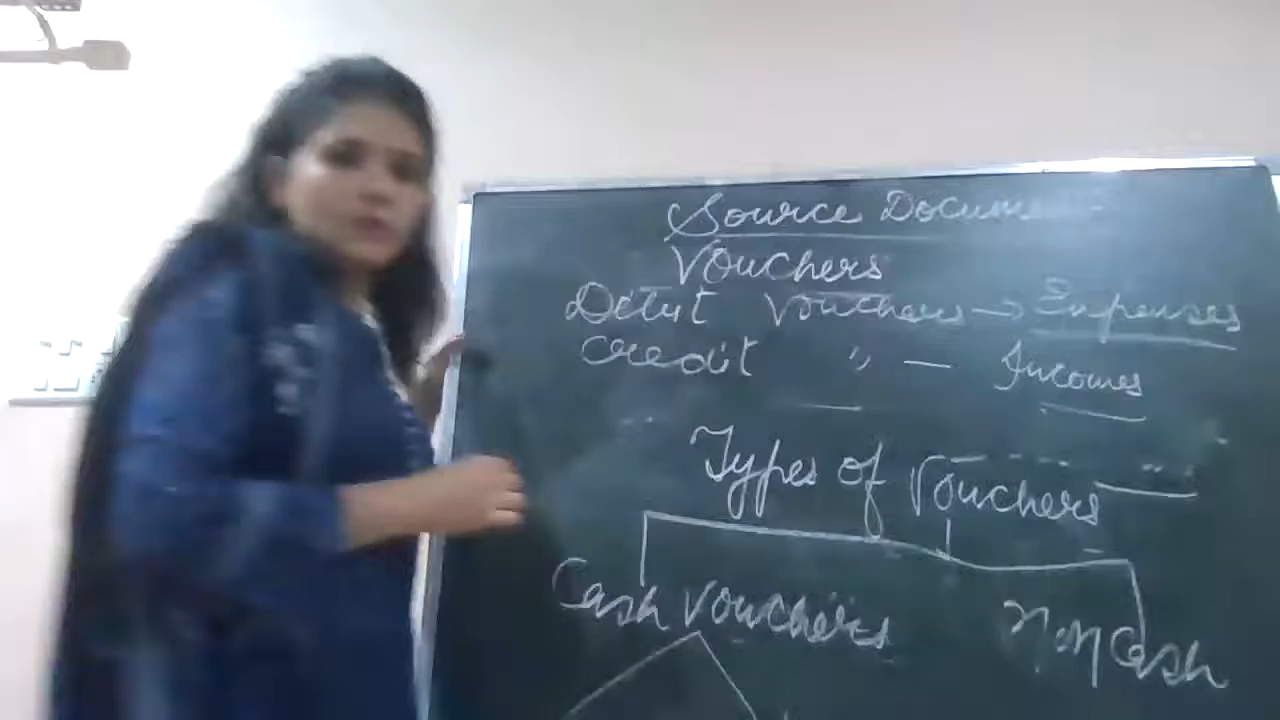 Source Docum
Vouchers
Debit Vouchers → Expenses
Credit " — Incomes
Types of Vouchers
Cash Vouchers Non Cash